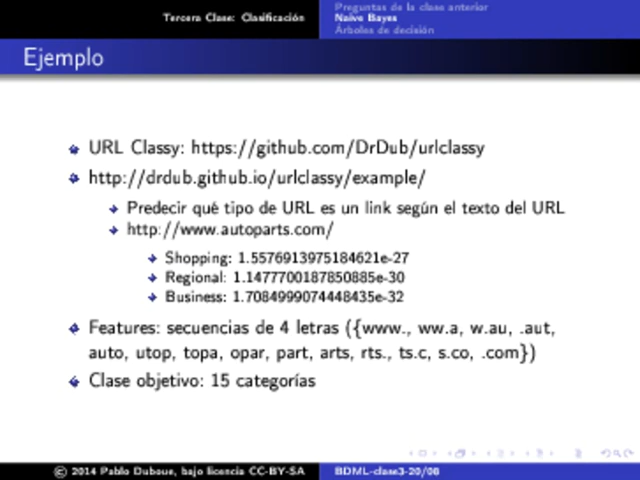 Tercera Clase: Clasificación
Preguntas de la clase anterior
Naive Bayes
Árboles de decisión
Ejemplo
URL Classy: https://github.com/DrDub/urlclassy
http://drdub.github.io/urlclassy/example/
Predecir qué tipo de URL es un link según el texto del URL
http://www.autoparts.com/
Shopping: 1.5576913975184621e-27
Regional: 1.1477700187850885e-30
Business: 1.7084999074448435e-32
Features: secuencias de 4 letras ({www., ww.a, w.au, .aut,
auto, utop, topa, opar, part, arts, rts., ts.c, s.co, .com})
Clase objetivo: 15 categorías
© 2014 Pablo Duboue, bajo licencia CC-BY-SA
BDML-clase3-20/08